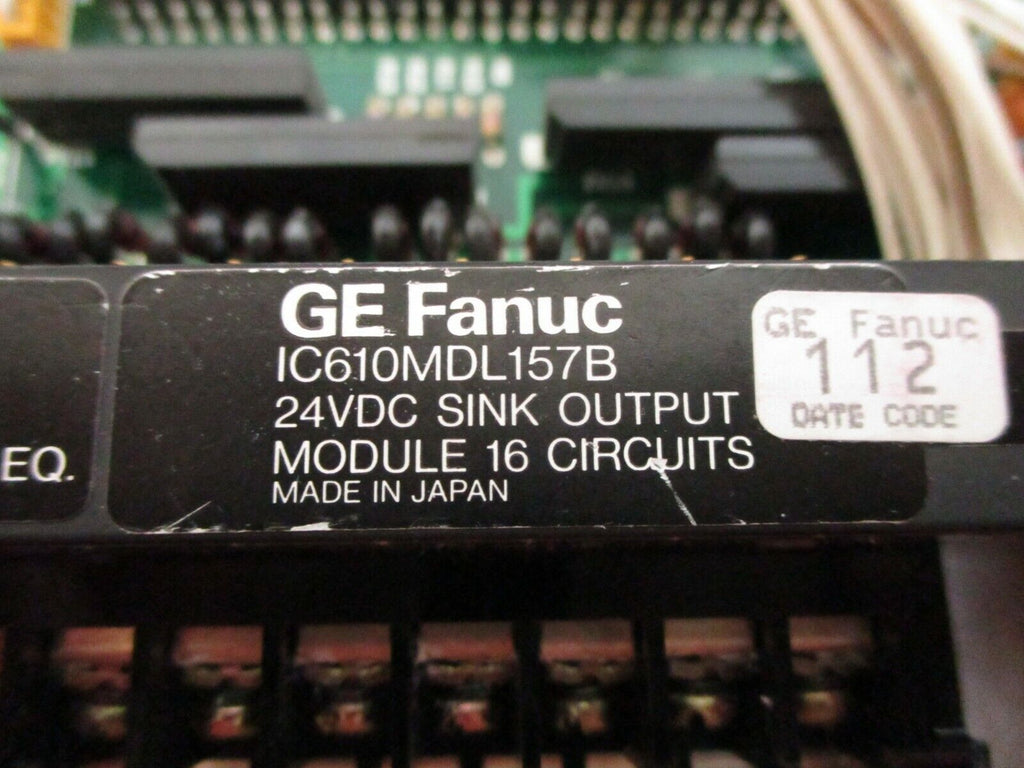 GE Fanuc
IC610MDL157B
24VDC SINK OUTPUT
MODULE 16 CIRCUITS
MADE IN JAPAN
GE Fanuc
112
DATE CODE
EQ.